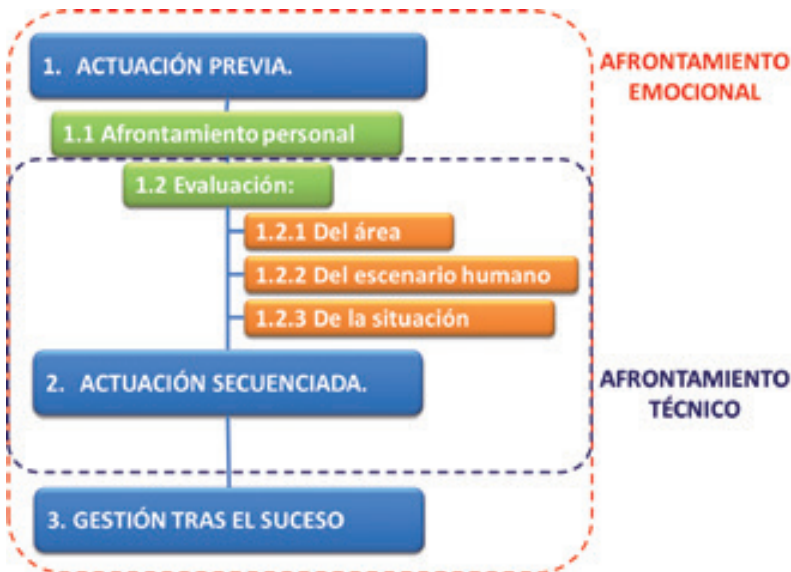 1. ACTUACIÓN PREVIA.
AFRONTAMIENTO
EMOCIONAL
1.1 Afrontamiento personal
1.2 Evaluación:
1.2.1 Del área
1.2.2 Del escenario humano
1.2.3 De la situación
2. ACTUACIÓN SECUENCIADA.
AFRONTAMIENTO
TÉCNICO
3. GESTIÓN TRAS EL SUCESO